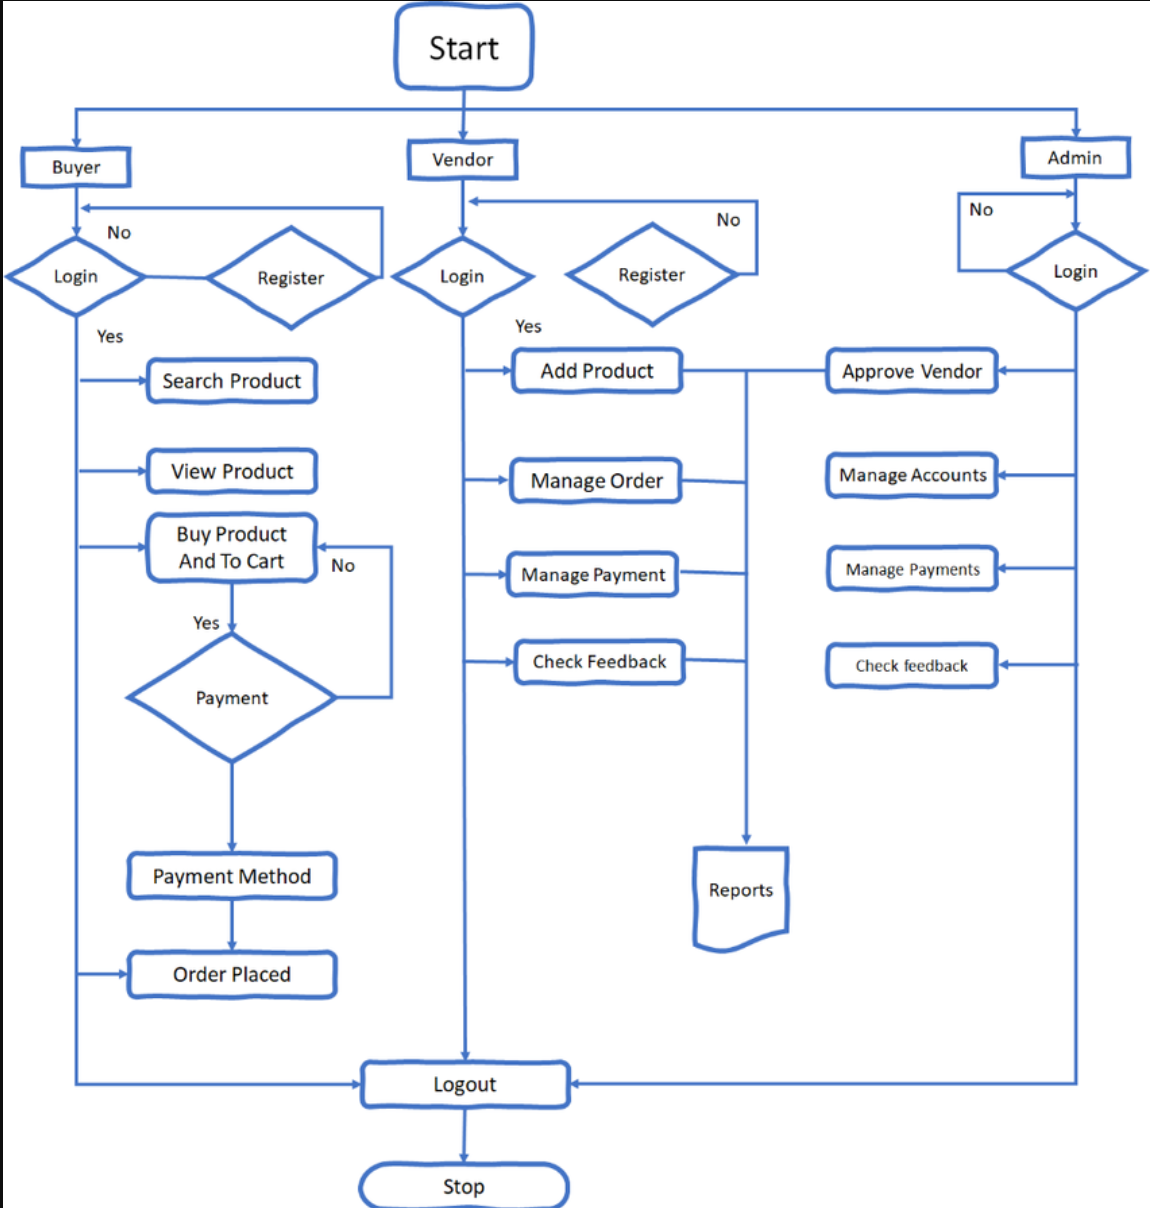 Start
Buyer
Vendor
Admin
No
No
No
Login
Register
Login
Register
Login
Yes
Yes
Search Product
Add Product
Approve Vendor
View Product
Manage Order
Manage Accounts
Buy Product
And To Cart
No
Manage Payment
Manage Payments
Yes
Check Feedback
Check feedback
Payment
Payment Method
Reports
Order Placed
Logout
Stop